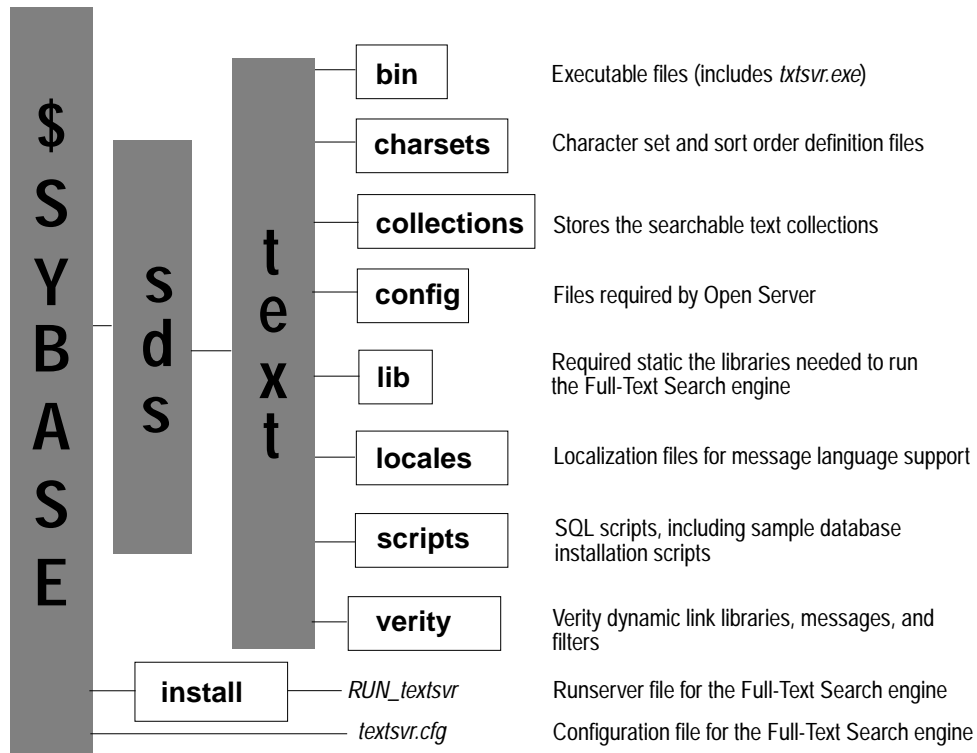 $SYBASE
sds
text
bin
Executable files (includes txtsvr.exe)
charsets
Character set and sort order definition files
collections
Stores the searchable text collections
config
Files required by Open Server
lib
Required static the libraries needed to run
the Full-Text Search engine
locales
Localization files for message language support
scripts
SQL scripts, including sample database
installation scripts
verity
Verity dynamic link libraries, messages, and
filters
install
RUN_textsvr
Runserver file for the Full-Text Search engine
textsvr.cfg
Configuration file for the Full-Text Search engine